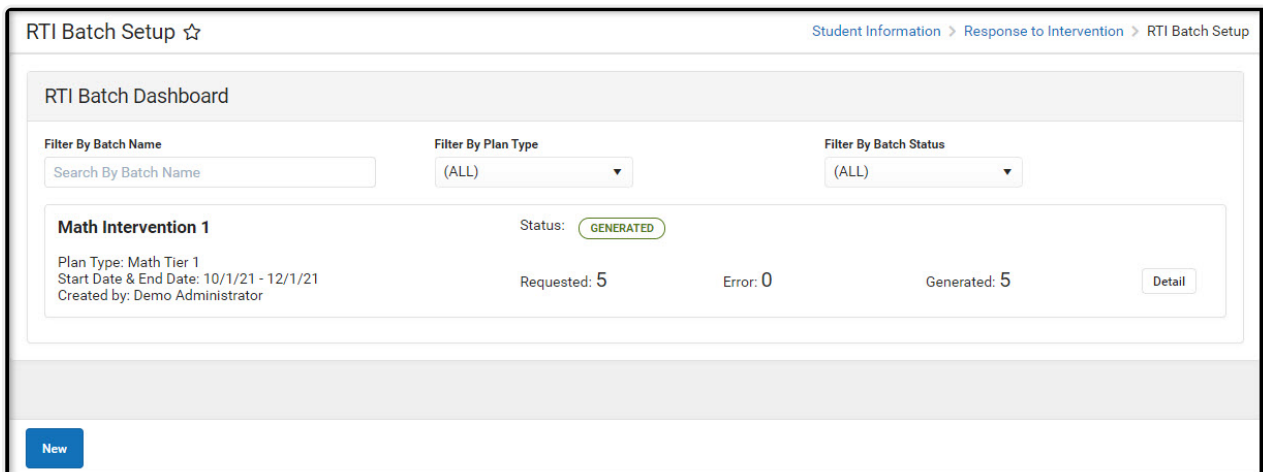 RTI Batch Setup
Student Information > Response to Intervention > RTI Batch Setup
RTI Batch Dashboard
Filter By Batch Name
Filter By Plan Type
Filter By Batch Status
Search By Batch Name
(ALL)
(ALL)
Math Intervention 1
Status: GENERATED
Plan Type: Math Tier 1
Start Date & End Date: 10/1/21 - 12/1/21
Created by: Demo Administrator
Requested: 5
Error: 0
Generated: 5
Detail
New